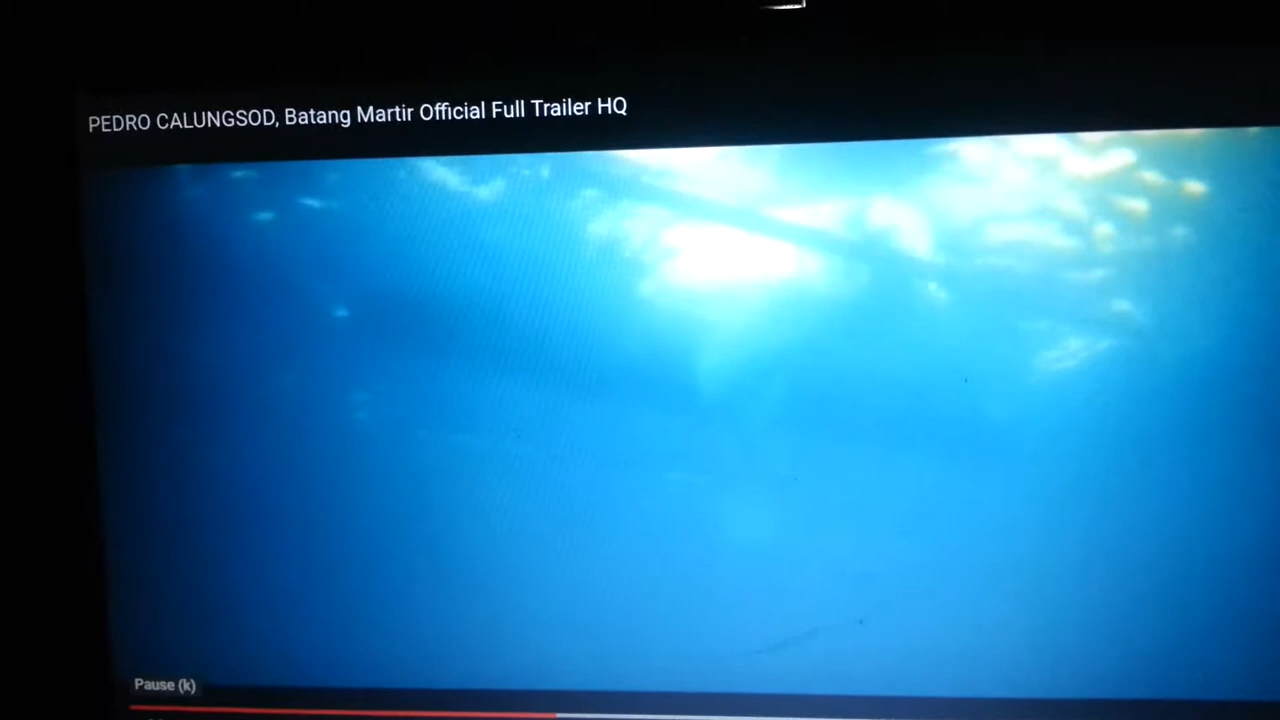 PEDRO CALUNGSOD, Batang Martir Official Full Trailer HQ
Pause (k)